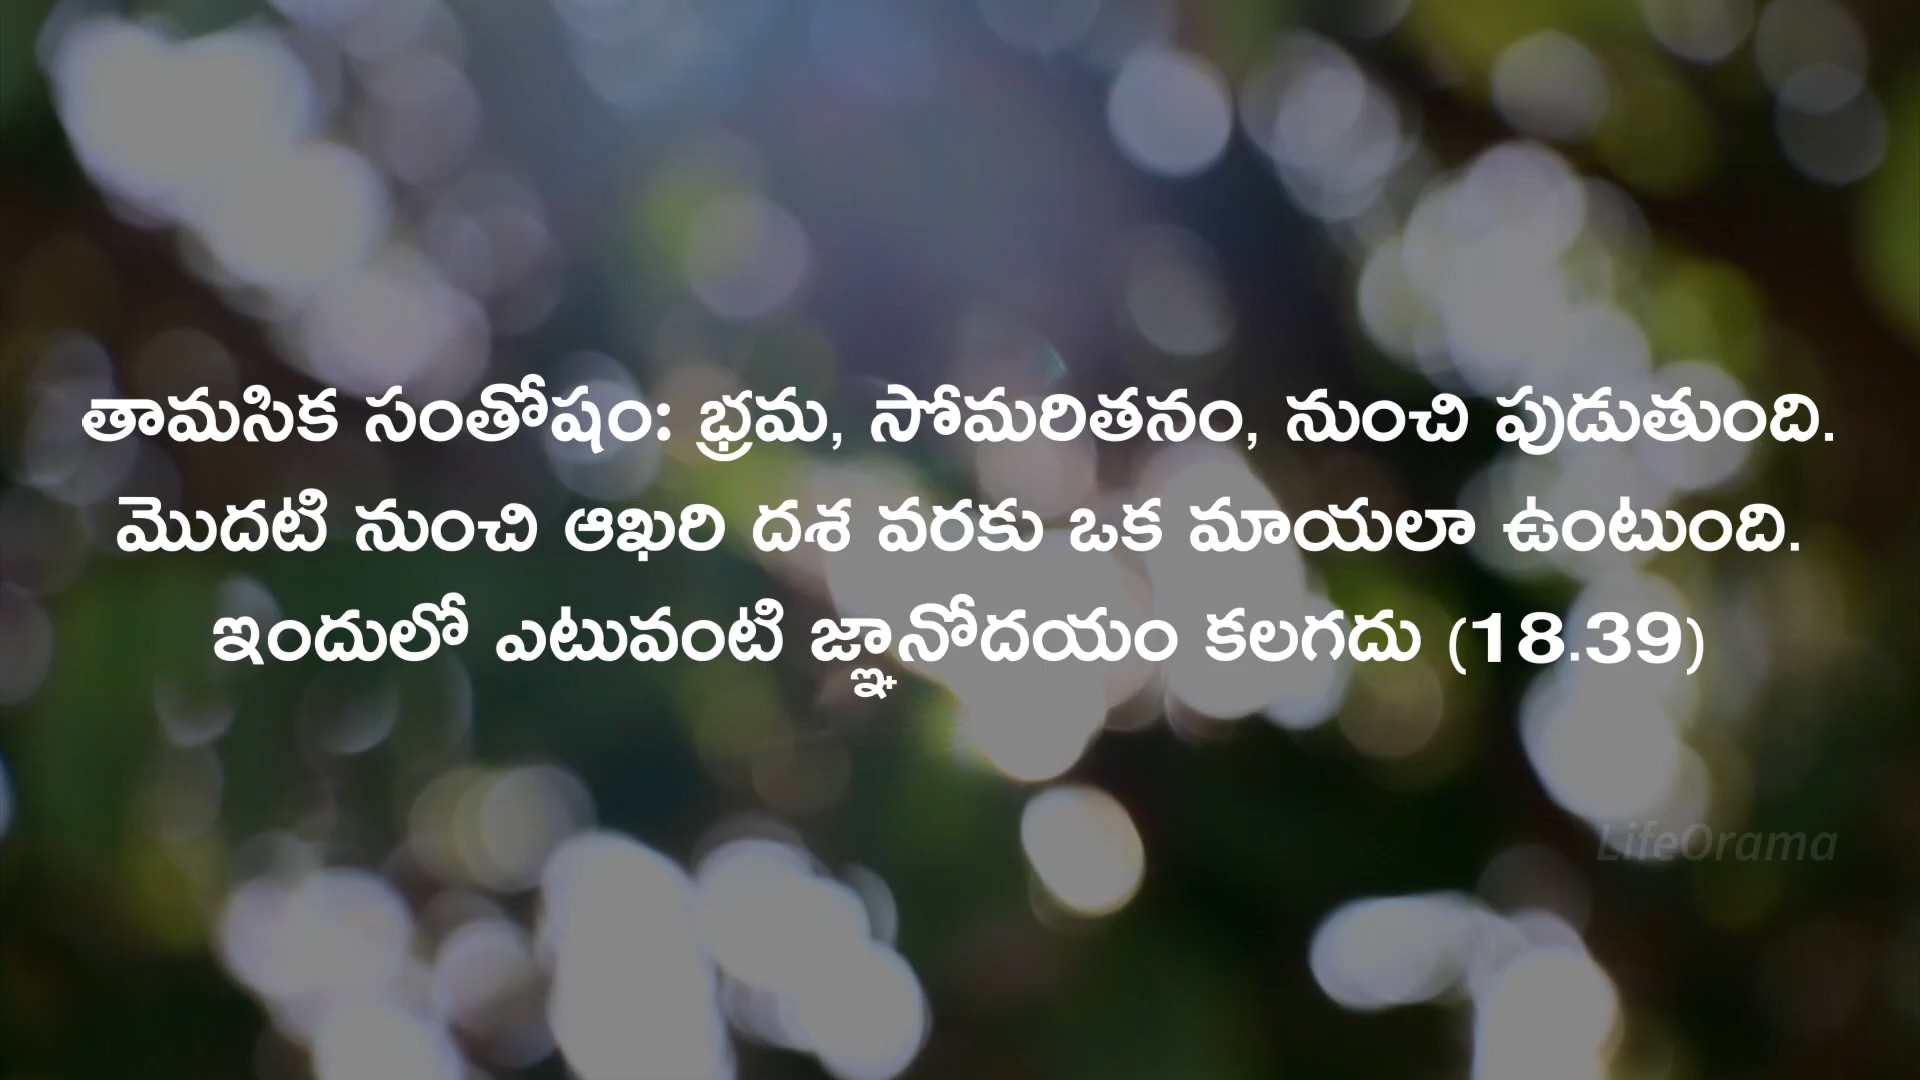 తామసిక సంతోషం: భ్రమ, సోమరితనం, నుంచి పుడుతుంది.
మొదటి నుంచి ఆఖరి దశ వరకు ఒక మాయలా ఉంటుంది.
ఇందులో ఎటువంటి జ్ఞానోదయం కలగదు (18.39)
LifeOrama